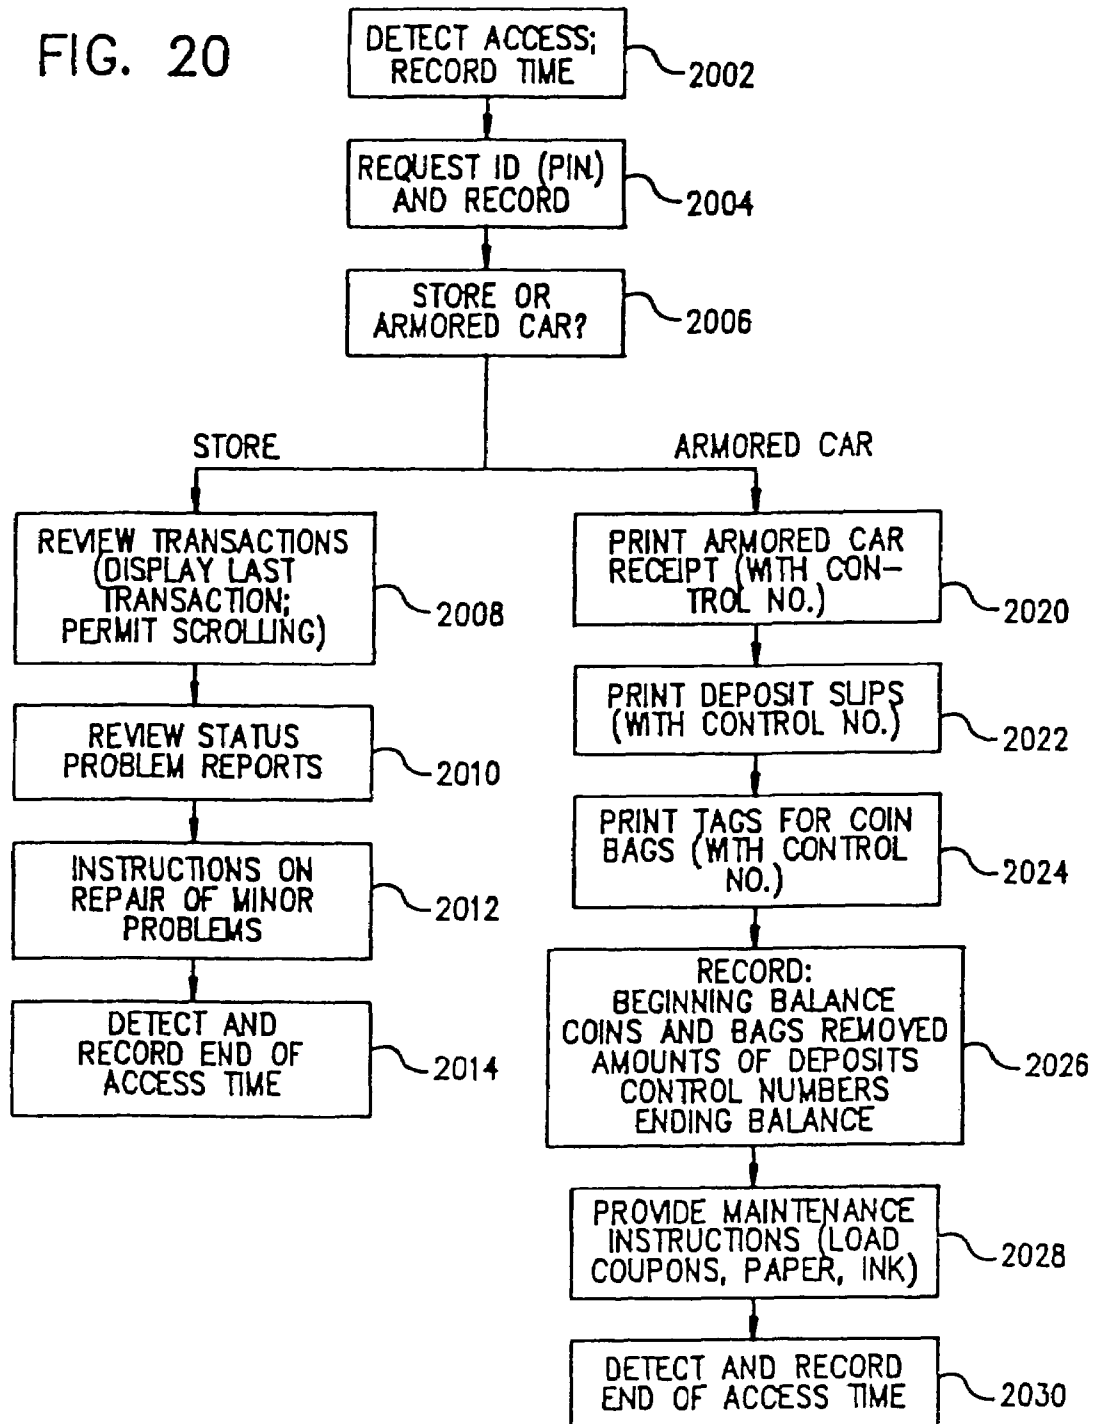 FIG. 20
DETECT ACCESS;
RECORD TIME
2002
REQUEST ID (PIN)
AND RECORD
2004
STORE OR
ARMORED CAR?
2006
STORE
ARMORED CAR
REVIEW TRANSACTIONS
(DISPLAY LAST
TRANSACTION;
PERMIT SCROLLING)
2008
REVIEW STATUS
PROBLEM REPORTS
2010
INSTRUCTIONS ON
REPAIR OF MINOR
PROBLEMS
2012
DETECT AND
RECORD END OF
ACCESS TIME
2014
PRINT ARMORED CAR
RECEIPT (WITH CON-
TROL NO.)
2020
PRINT DEPOSIT SLIPS
(WITH CONTROL NO.)
2022
PRINT TAGS FOR COIN
BAGS (WITH CONTROL
NO.)
2024
RECORD:
BEGINNING BALANCE
COINS AND BAGS REMOVED
AMOUNTS OF DEPOSITS
CONTROL NUMBERS
ENDING BALANCE
2026
PROVIDE MAINTENANCE
INSTRUCTIONS (LOAD
COUPONS, PAPER, INK)
2028
DETECT AND RECORD
END OF ACCESS TIME
2030